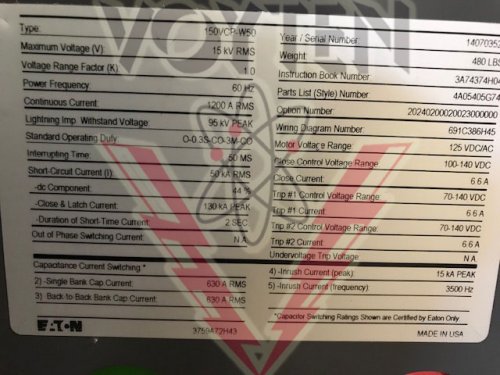 VOXTEN
Type: 150VCP-W50
Maximum Voltage (V) 15 kV RMS
Voltage Range Factor (K) 1.0
Power Frequency: 60 Hz
Continuous Current: 1200 A RMS
Lightning Imp. Withstand Voltage: 95 kV PEAK
Standard Operating Duty: O-0.3S-CO-3M-CO
Interrupting Time: 50 MS
Short-Circuit Current (I) 50 kA RMS
-dc Component: 44 %
-Close & Latch Current: 130 kA PEAK
-Duration of Short-Time Current: 2 SEC
Out of Phase Switching Current: N.A.
Capacitance Current Switching *
2) -Single Bank Cap Current: 630 A RMS
3) Back to Back Bank Cap Current: 630 A RMS
EATON
3759A72H43
Year / Serial Number: 14070352
Weight: 480 LBS
Instruction Book Number: 3A74374H04
Parts List (Style) Number: 4A05405G74
Option Number 20240200020023000000
Wiring Diagram Number: 691C386H45
Motor Voltage Range: 125 VDC/AC
Close Control Voltage Range: 100-140 VDC
Close Current: 6.6 A
Trip #1 Control Voltage Range: 70-140 VDC
Trip #1 Current: 6.6 A
Trip #2 Control Voltage Range: 70-140 VDC
Trip #2 Current: 6.6 A
Undervoltage Trip Voltage: N.A.
4) -Inrush Current (peak): 15 kA PEAK
5) -Inrush Current (frequency): 3500 Hz
*Capacitor Switching Ratings Shown are Certified by Eaton Only
MADE IN USA